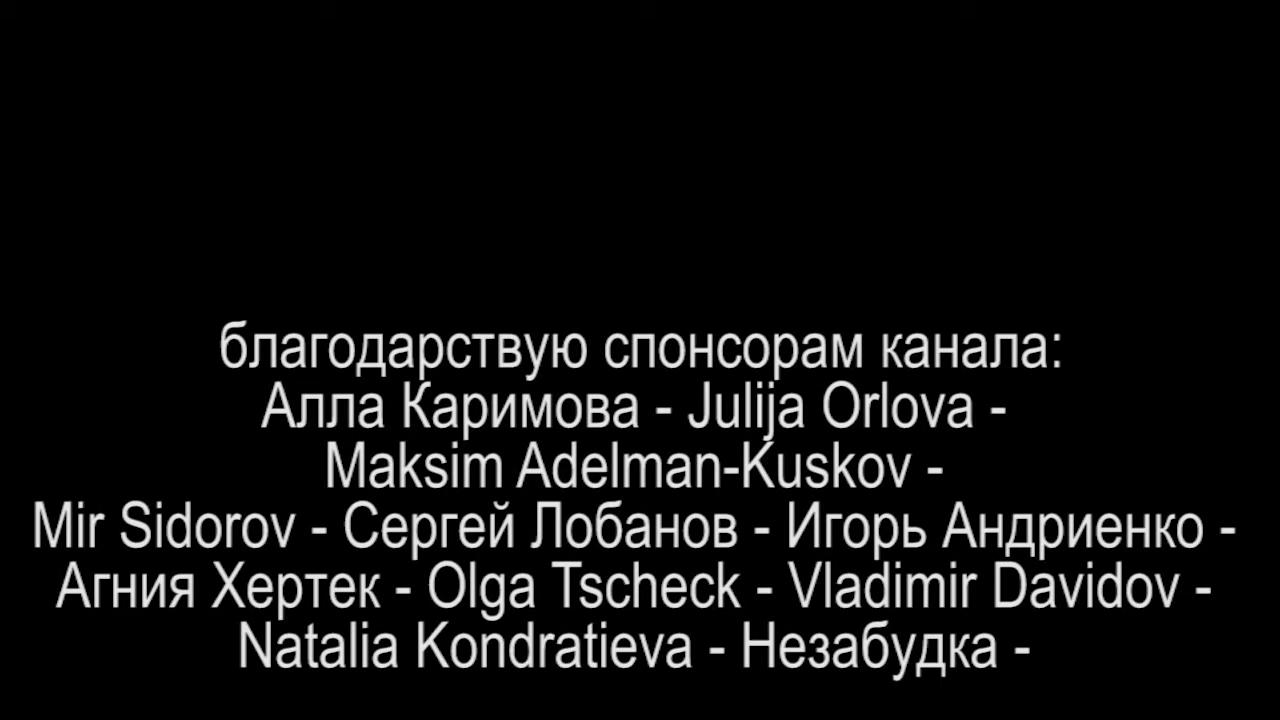 благодарствую спонсорам канала:
Алла Каримова - Julija Orlova -
Maksim Adelman-Kuskov -
Mir Sidorov - Сергей Лобанов - Игорь Андриенко -
Агния Хертек - Olga Tscheck - Vladimir Davidov -
Natalia Kondratieva - Незабудка -